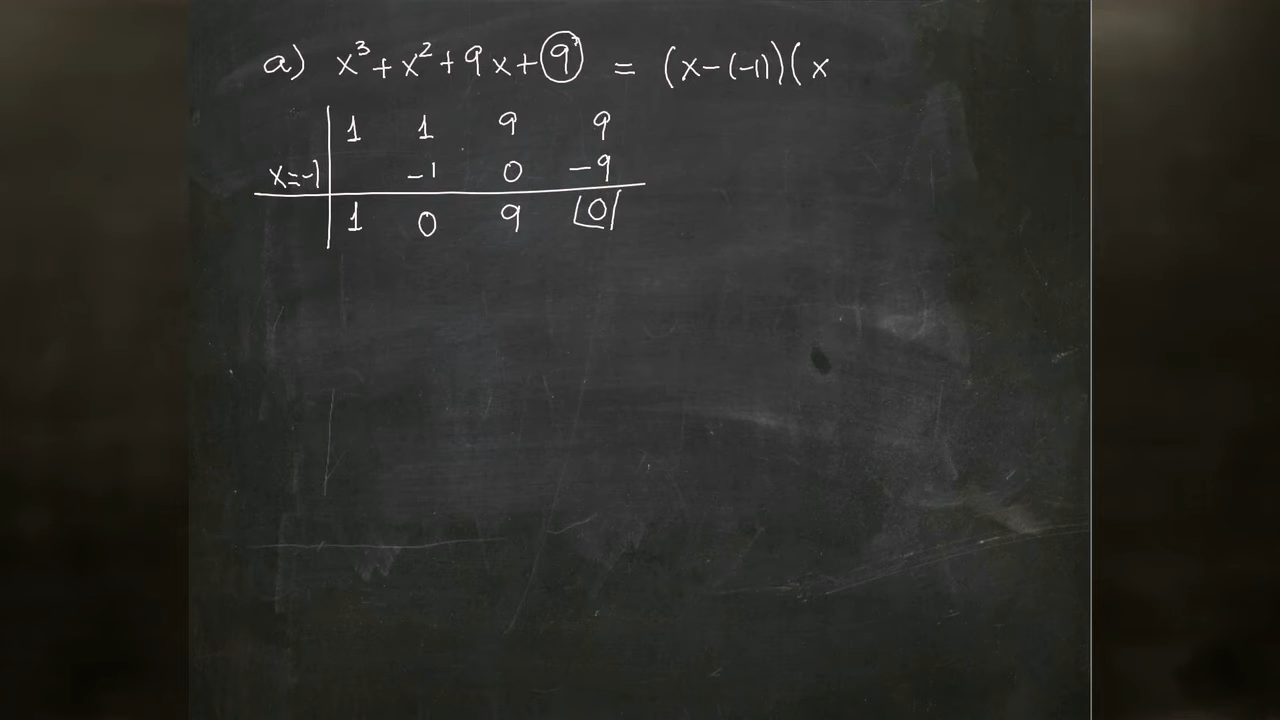 a) x³ + x² + 9x + 9 = (x - (-1)) (x
1 1 9 9
x=-1 -1 0 -9
1 0 9 0